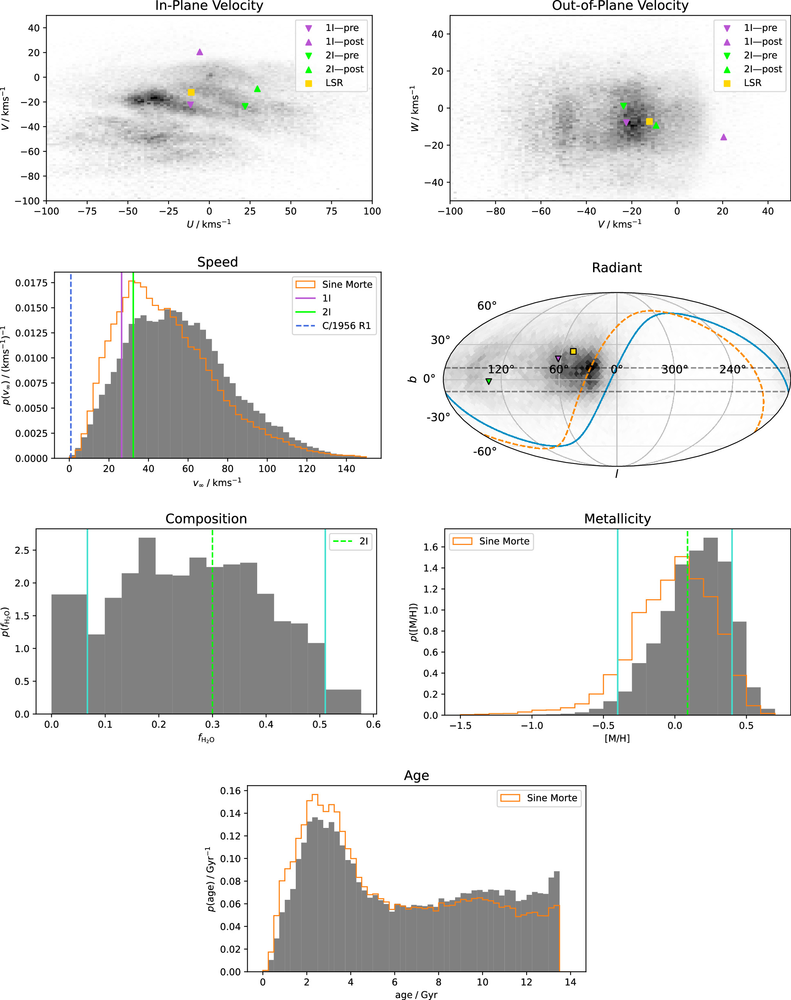 In-Plane Velocity
40
20
0
−20
−40
−60
−80
−100
V / kms⁻¹
1I—pre
1I—post
2I—pre
2I—post
LSR
−100 −75 −50 −25 0 25 50 75 100
U / kms⁻¹
Out-of-Plane Velocity
40
20
0
−20
−40
W / kms⁻¹
1I—pre
1I—post
2I—pre
2I—post
LSR
−100 −80 −60 −40 −20 0 20 40
V / kms⁻¹
Speed
0.0175
0.0150
0.0125
0.0100
0.0075
0.0050
0.0025
0.0000
p(v∞) / (kms⁻¹)⁻¹
Sine Morte
1I
2I
C/1956 R1
0 20 40 60 80 100 120 140
v∞ / kms⁻¹
Radiant
60°
30°
120° 60° 0° 300° 240°
0°
-30°
-60°
b
l
Composition
2.5
2.0
1.5
1.0
0.5
0.0
p(fH₂O)
2I
0.0 0.1 0.2 0.3 0.4 0.5 0.6
fH₂O
Metallicity
1.6
1.4
1.2
1.0
0.8
0.6
0.4
0.2
0.0
p([M/H])
Sine Morte
−1.5 −1.0 −0.5 0.0 0.5
[M/H]
Age
0.16
0.14
0.12
0.10
0.08
0.06
0.04
0.02
0.00
p(age) / Gyr⁻¹
Sine Morte
0 2 4 6 8 10 12 14
age / Gyr